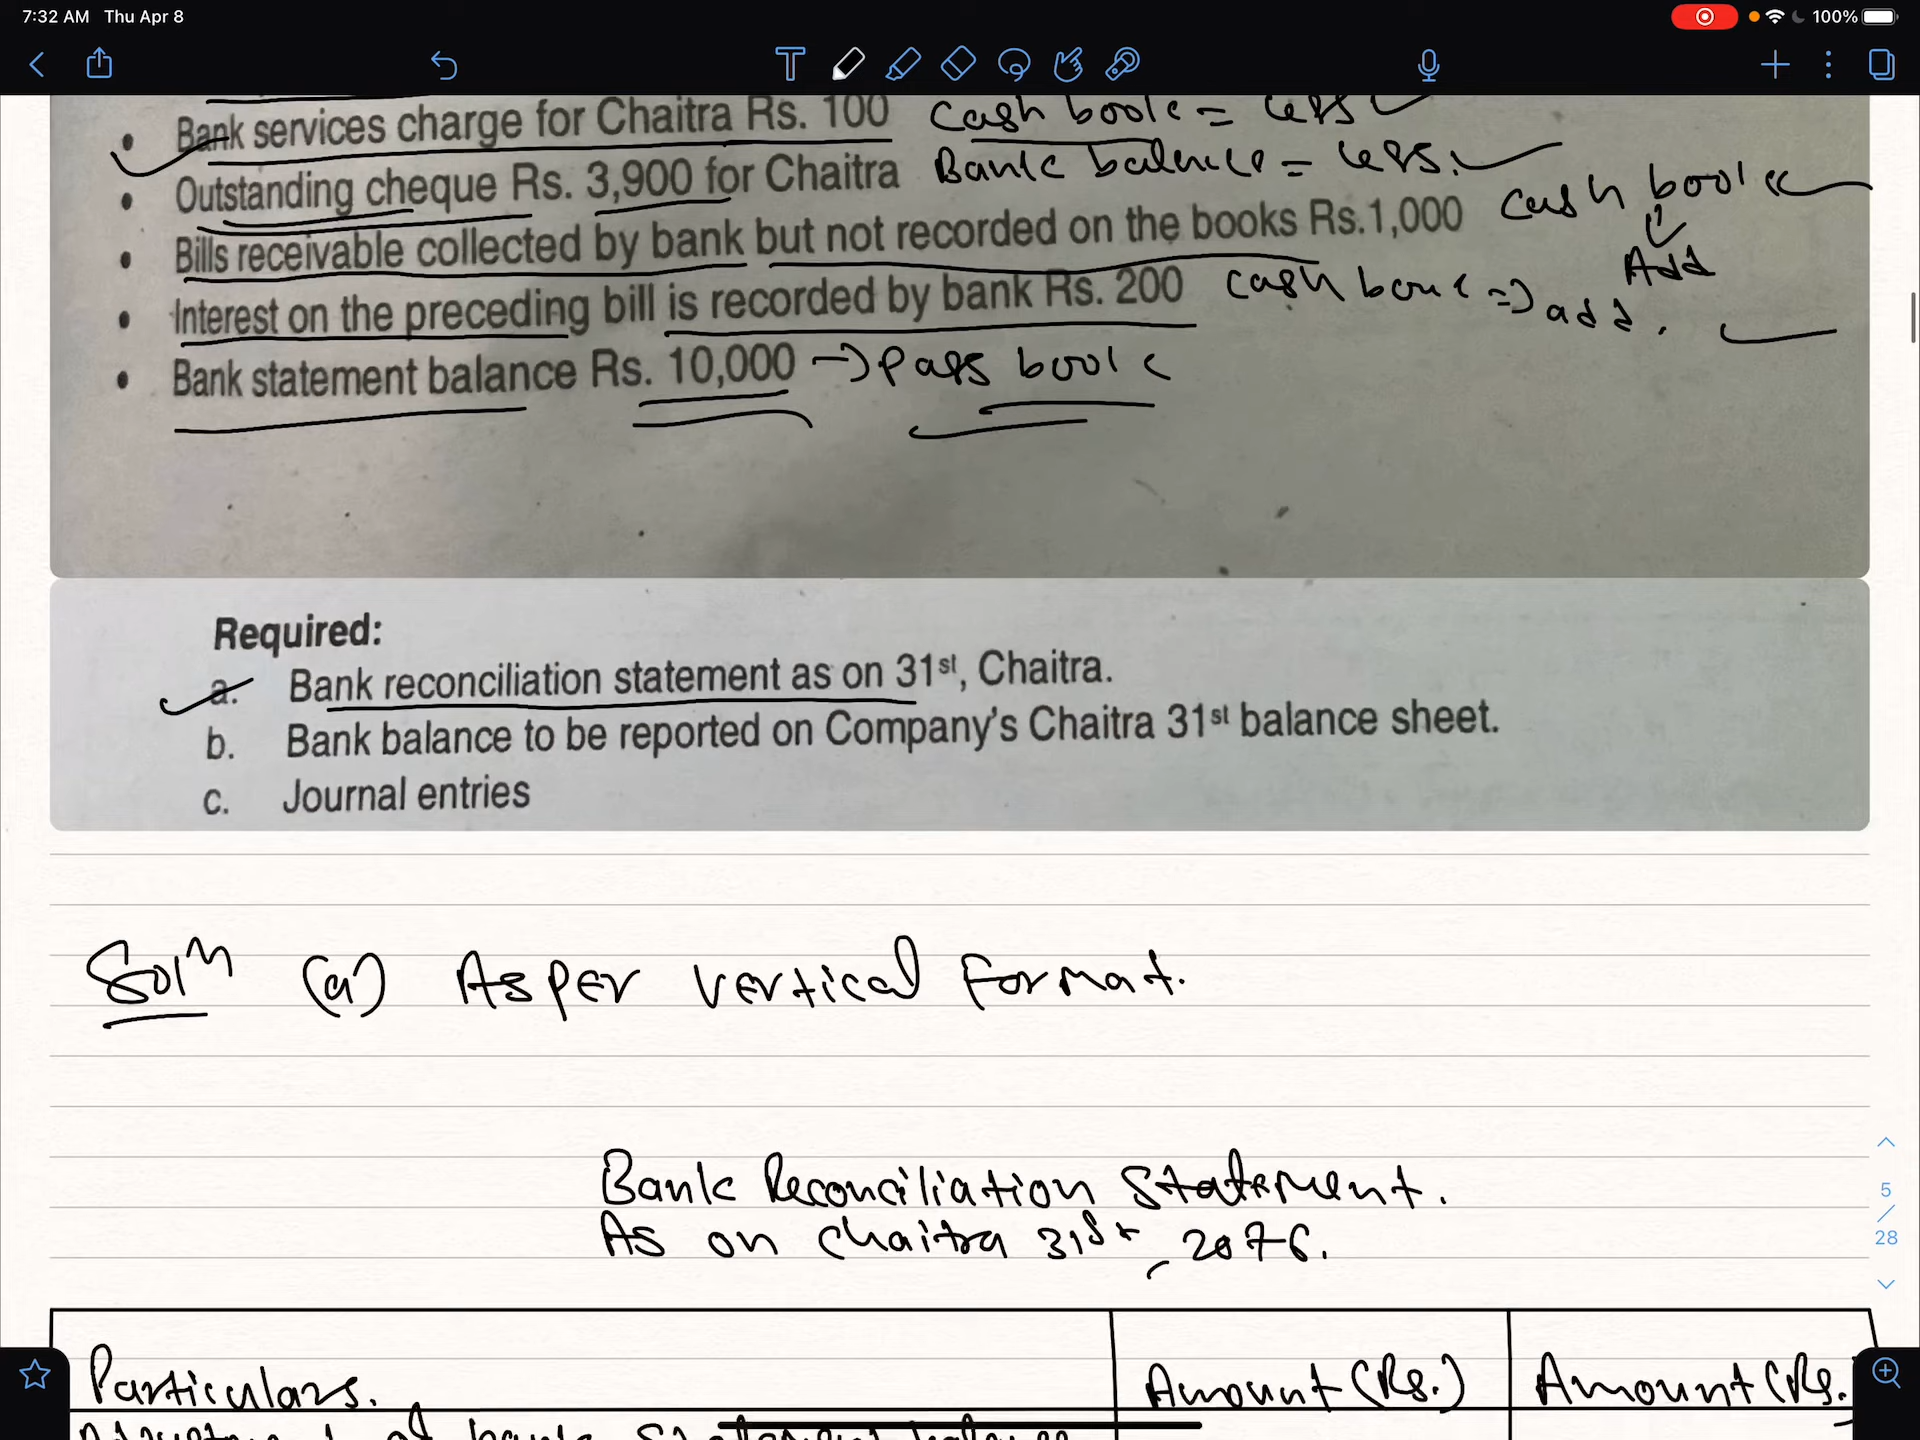 7:32 AM Thu Apr 8
100%
• Bank services charge for Chaitra Rs. 100 Cash book = less
• Outstanding cheque Rs. 3,900 for Chaitra Bank balance = less.
• Bills receivable collected by bank but not recorded on the books Rs.1,000 Cash book
Add
• Interest on the preceding bill is recorded by bank Rs. 200 Cash book => add.
• Bank statement balance Rs. 10,000 → Pass book
Required:
a. Bank reconciliation statement as on 31st, Chaitra.
b. Bank balance to be reported on Company's Chaitra 31st balance sheet.
c. Journal entries
Soln (a) As per vertical format.
Bank Reconciliation Statement.
As on Chaitra 31st, 2076.
5
/
28
Particulars. Amount (Rs.) Amount (Rs.